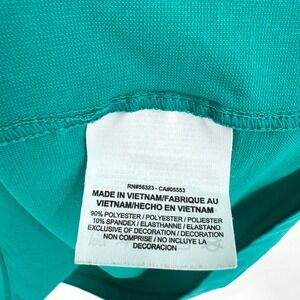 RN#56323 - CA#05553
MADE IN VIETNAM/FABRIQUE AU
VIETNAM/HECHO EN VIETNAM
90% POLYESTER / POLYESTER / POLIESTER
10% SPANDEX / ELASTHANNE / ELASTANO
EXCLUSIVE OF DECORATION / DECORATION
NON COMPRISE / NO INCLUYE LA
DECORACION